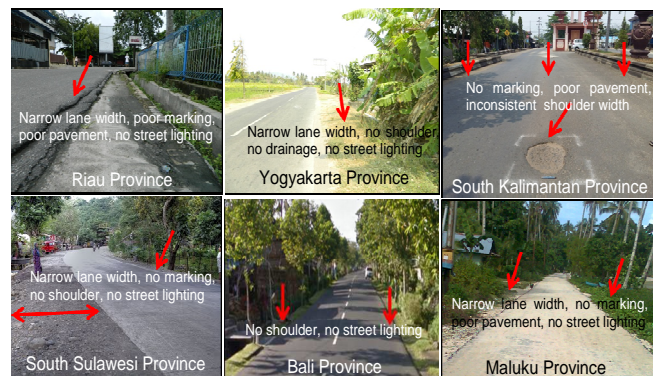 Narrow lane width, poor marking,
poor pavement, no street lighting
Riau Province
Narrow lane width, no shoulder,
no drainage, no street lighting
Yogyakarta Province
No marking, poor pavement,
inconsistent shoulder width
South Kalimantan Province
Narrow lane width, no marking,
no shoulder, no street lighting
South Sulawesi Province
No shoulder, no street lighting
Bali Province
Narrow lane width, no marking,
poor pavement, no street lighting
Maluku Province